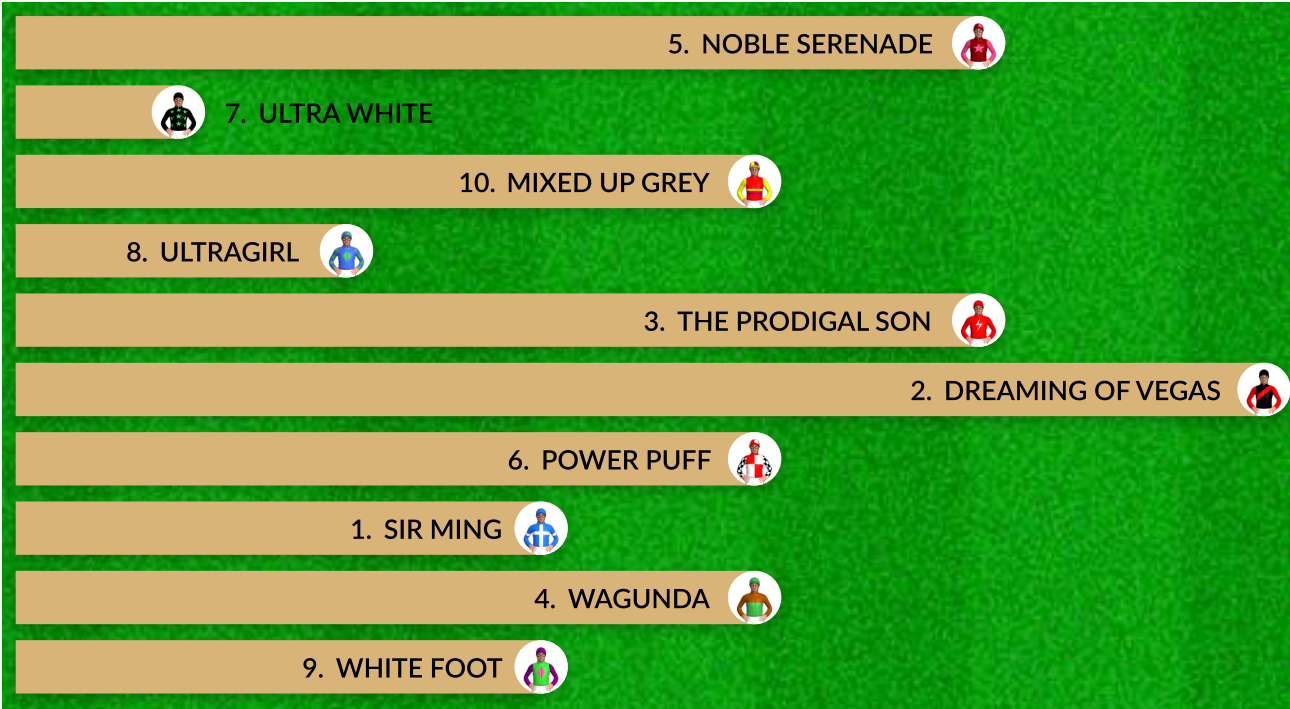 5. NOBLE SERENADE
7. ULTRA WHITE
10. MIXED UP GREY
8. ULTRAGIRL
3. THE PRODIGAL SON
2. DREAMING OF VEGAS
6. POWER PUFF
1. SIR MING
4. WAGUNDA
9. WHITE FOOT